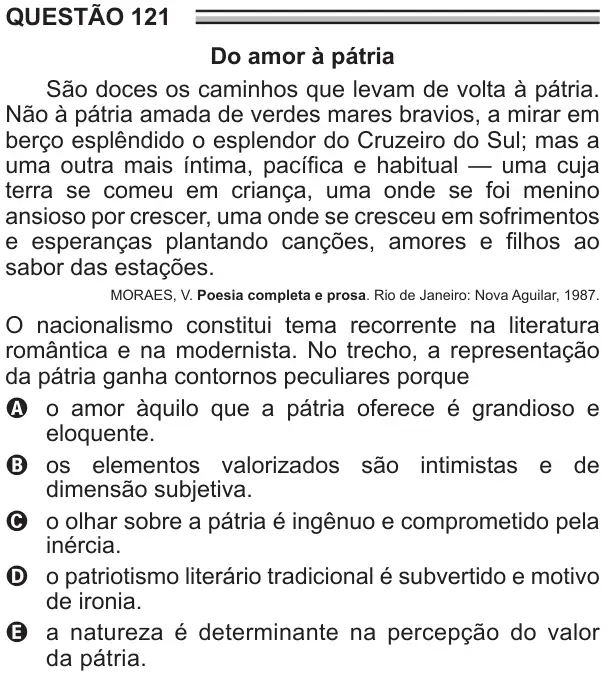 QUESTÃO 121
Do amor à pátria
São doces os caminhos que levam de volta à pátria.
Não à pátria amada de verdes mares bravios, a mirar em
berço esplêndido o esplendor do Cruzeiro do Sul; mas a
uma outra mais íntima, pacífica e habitual — uma cuja
terra se comeu em criança, uma onde se foi menino
ansioso por crescer, uma onde se cresceu em sofrimentos
e esperanças plantando canções, amores e filhos ao
sabor das estações.
MORAES, V. Poesia completa e prosa. Rio de Janeiro: Nova Aguilar, 1987.
O nacionalismo constitui tema recorrente na literatura
romântica e na modernista. No trecho, a representação
da pátria ganha contornos peculiares porque
A o amor àquilo que a pátria oferece é grandioso e
eloquente.
B os elementos valorizados são intimistas e de
dimensão subjetiva.
C o olhar sobre a pátria é ingênuo e comprometido pela
inércia.
D o patriotismo literário tradicional é subvertido e motivo
de ironia.
E a natureza é determinante na percepção do valor
da pátria.